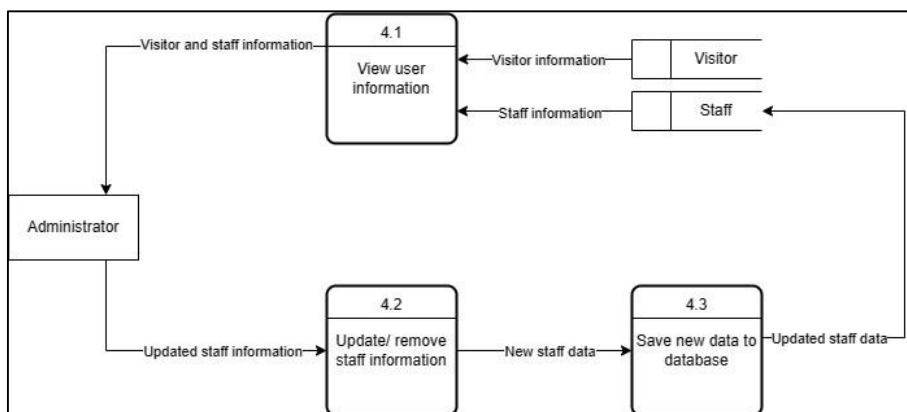 4.1
Visitor and staff information
View user
information
Visitor information
Visitor
Staff information
Staff
Administrator
4.2
4.3
Updated staff information
Update/ remove
staff information
New staff data
Save new data to
database
Updated staff data